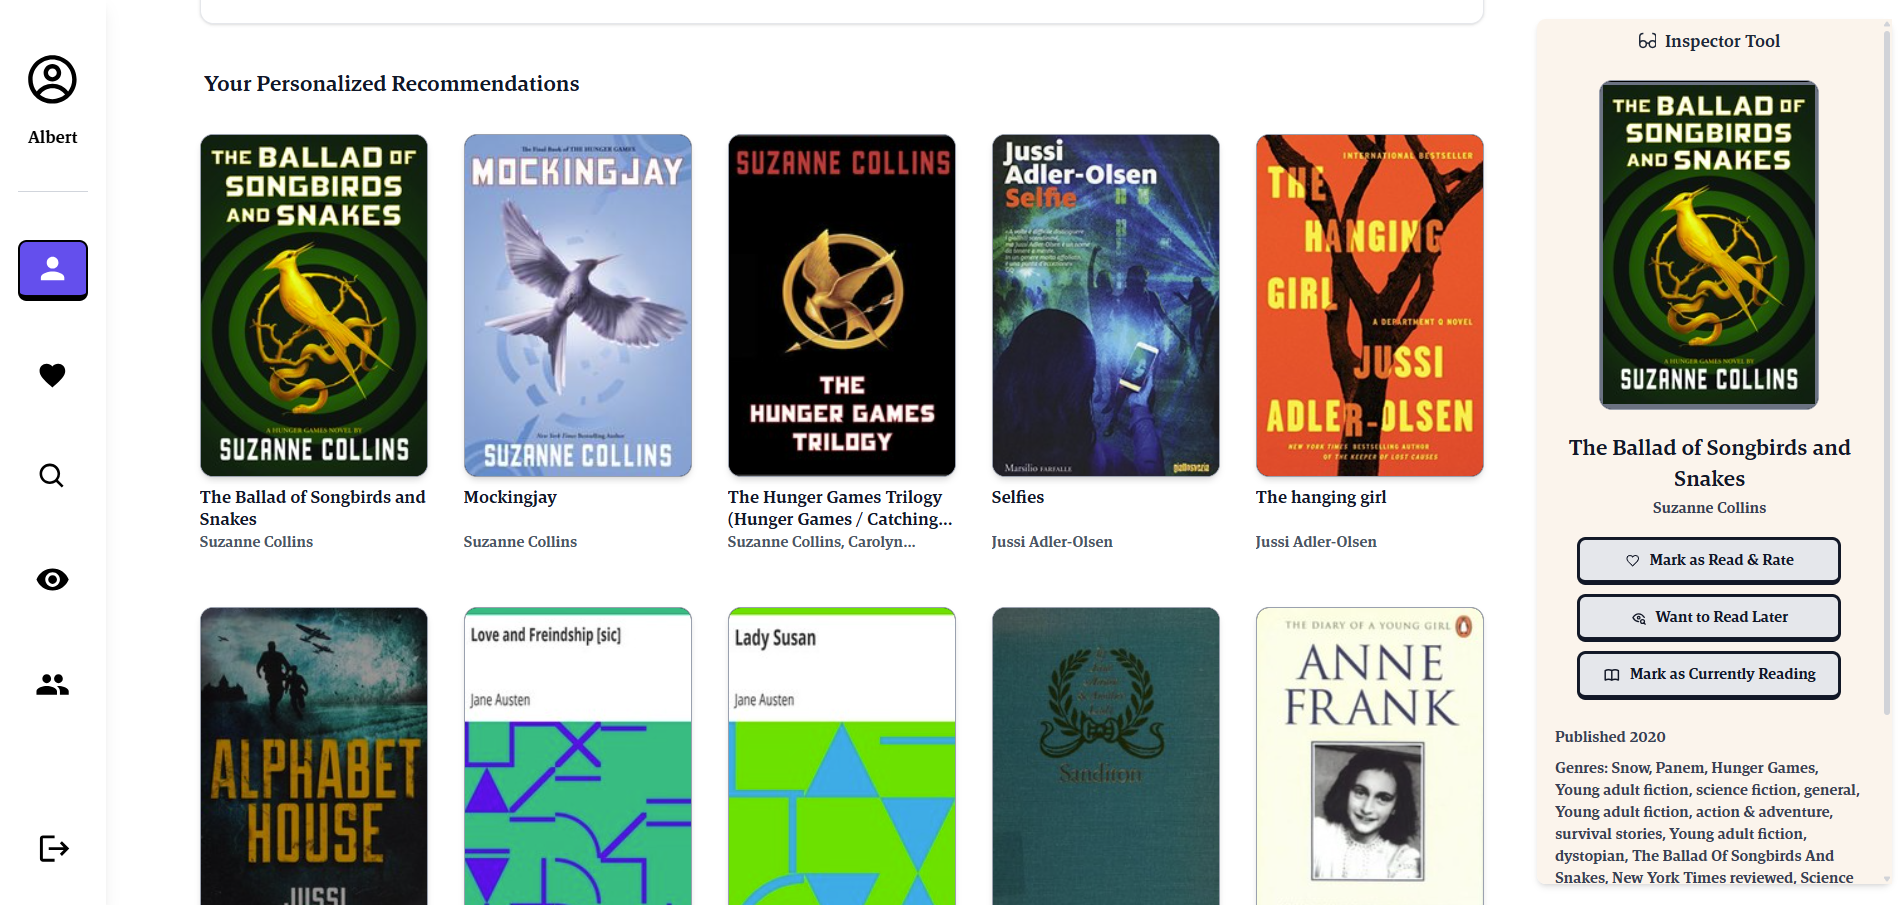 Albert
Your Personalized Recommendations
THE BALLAD OF
SONGBIRDS
AND SNAKES
A HUNGER GAMES NOVEL BY
SUZANNE COLLINS
The Ballad of Songbirds and
Snakes
Suzanne Collins
The Final Book of THE HUNGER GAMES
MOCKINGJAY
New York Times Bestselling Author
SUZANNE COLLINS
Mockingjay
Suzanne Collins
SUZANNE COLLINS
THE
HUNGER GAMES
TRILOGY
The Hunger Games Trilogy
(Hunger Games / Catching...
Suzanne Collins, Carolyn...
Jussi
Adler-Olsen
Selfie
Marsilio FARFALLE
giallosvezia
Selfies
Jussi Adler-Olsen
INTERNATIONAL BESTSELLER
THE
HANGING
GIRL
A DEPARTMENT Q NOVEL
JUSSI
ADLER-OLSEN
NEW YORK TIMES BESTSELLING AUTHOR
OF THE KEEPER OF LOST CAUSES
The hanging girl
Jussi Adler-Olsen
ALPHABET
HOUSE
JUSSI
Love and Freindship [sic]
Jane Austen
Lady Susan
Jane Austen
Sanditon
THE DIARY OF A YOUNG GIRL
ANNE
FRANK
Inspector Tool
THE BALLAD OF
SONGBIRDS
AND SNAKES
A HUNGER GAMES NOVEL BY
SUZANNE COLLINS
The Ballad of Songbirds and
Snakes
Suzanne Collins
Mark as Read & Rate
Want to Read Later
Mark as Currently Reading
Published 2020
Genres: Snow, Panem, Hunger Games,
Young adult fiction, science fiction, general,
Young adult fiction, action & adventure,
survival stories, Young adult fiction,
dystopian, The Ballad Of Songbirds And
Snakes, New York Times reviewed, Science